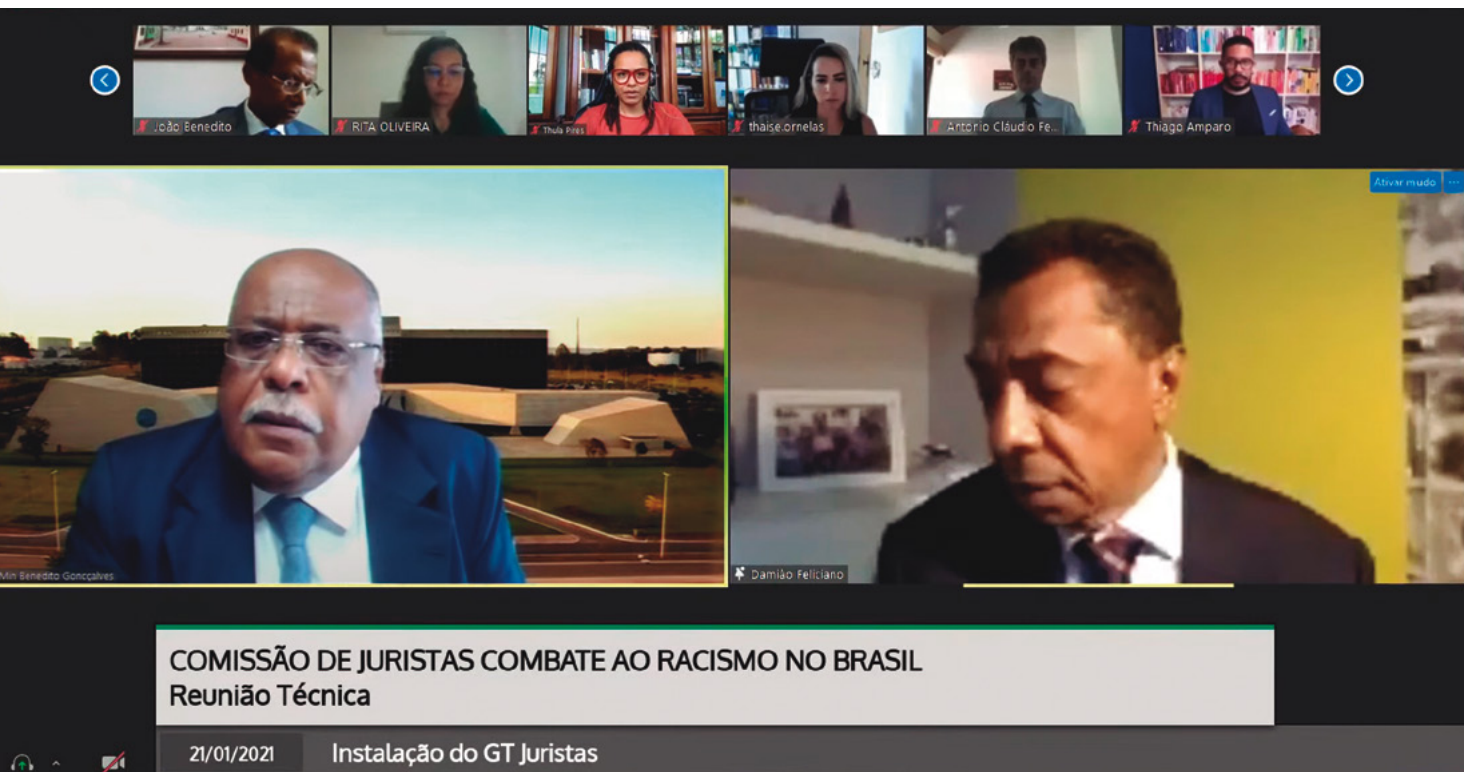 João Benedito
RITA OLIVEIRA
Thula Pires
thaise.ornelas
Antonio Cláudio Fe...
Thiago Amparo
Ativar mudo
...
Min Benedito Goncçalves
Damião Feliciano
COMISSÃO DE JURISTAS COMBATE AO RACISMO NO BRASIL
Reunião Técnica
21/01/2021
Instalação do GT Juristas